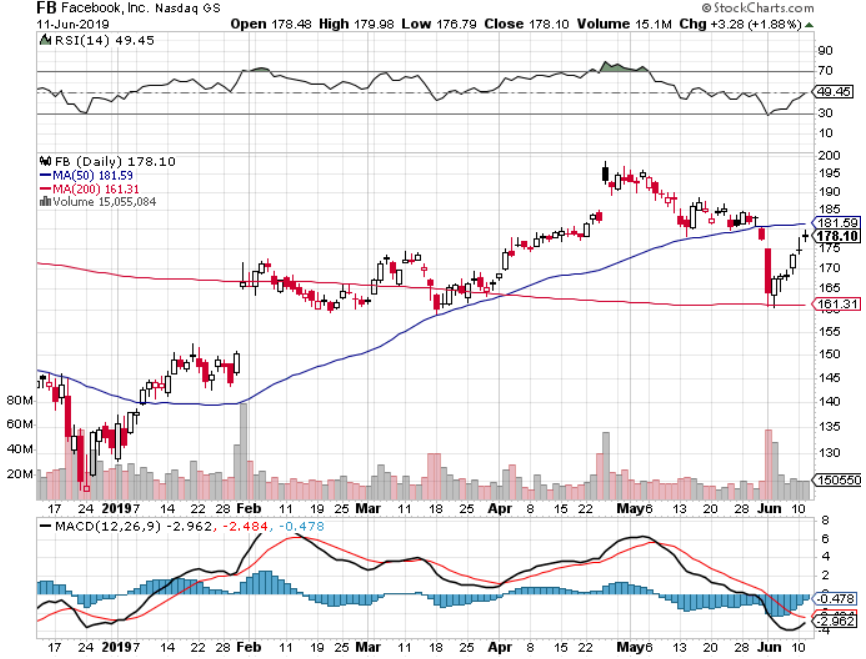 FB Facebook, Inc. Nasdaq GS © StockCharts.com
11-Jun-2019 Open 178.48 High 179.98 Low 176.79 Close 178.10 Volume 15.1M Chg +3.28 (+1.88%)
RSI(14) 49.45
90
70
49.45
30
10
FB (Daily) 178.10
MA(50) 181.59
MA(200) 161.31
Volume 15,055,084
200
195
190
185
181.59
178.10
175
170
165
161.31
155
150
145
140
135
130
80M
60M
40M
20M
150550
17 24 2019 7 14 22 28 Feb 11 19 25 Mar 11 18 25 Apr 8 15 22 May 6 13 20 28 Jun 10
MACD(12,26,9) -2.962, -2.484, -0.478
8
6
4
2
-0.478
-2.962
-4
17 24 2019 7 14 22 28 Feb 11 19 25 Mar 11 18 25 Apr 8 15 22 May 6 13 20 28 Jun 10